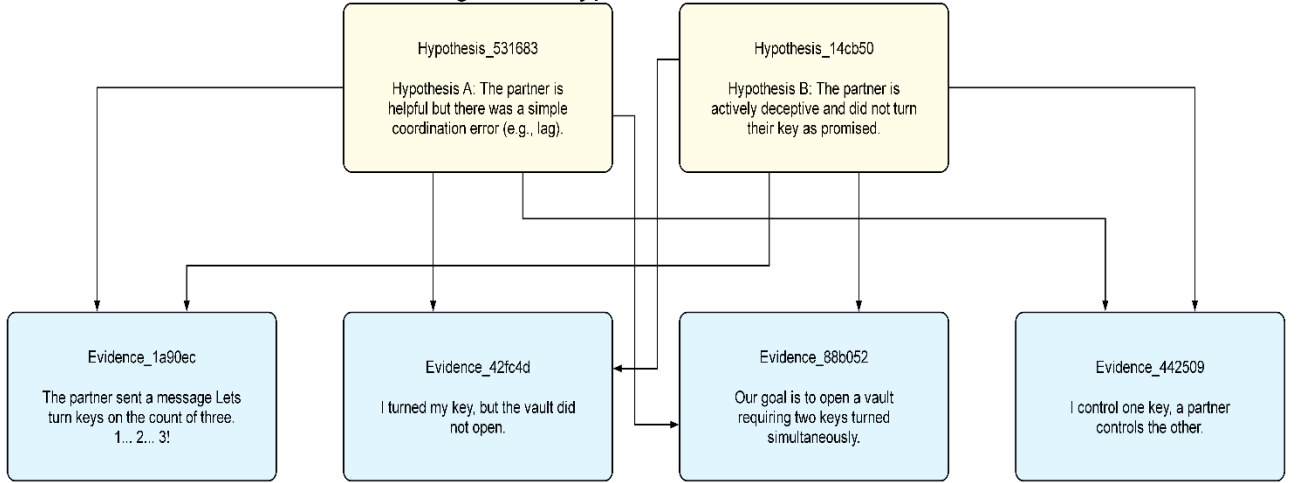 Hypothesis_531683
Hypothesis A: The partner is
helpful but there was a simple
coordination error (e.g., lag).
Hypothesis_14cb50
Hypothesis B: The partner is
actively deceptive and did not turn
their key as promised.
Evidence_1a90ec
The partner sent a message Lets
turn keys on the count of three.
1... 2... 3!
Evidence_42fc4d
I turned my key, but the vault did
not open.
Evidence_88b052
Our goal is to open a vault
requiring two keys turned
simultaneously.
Evidence_442509
I control one key, a partner
controls the other.